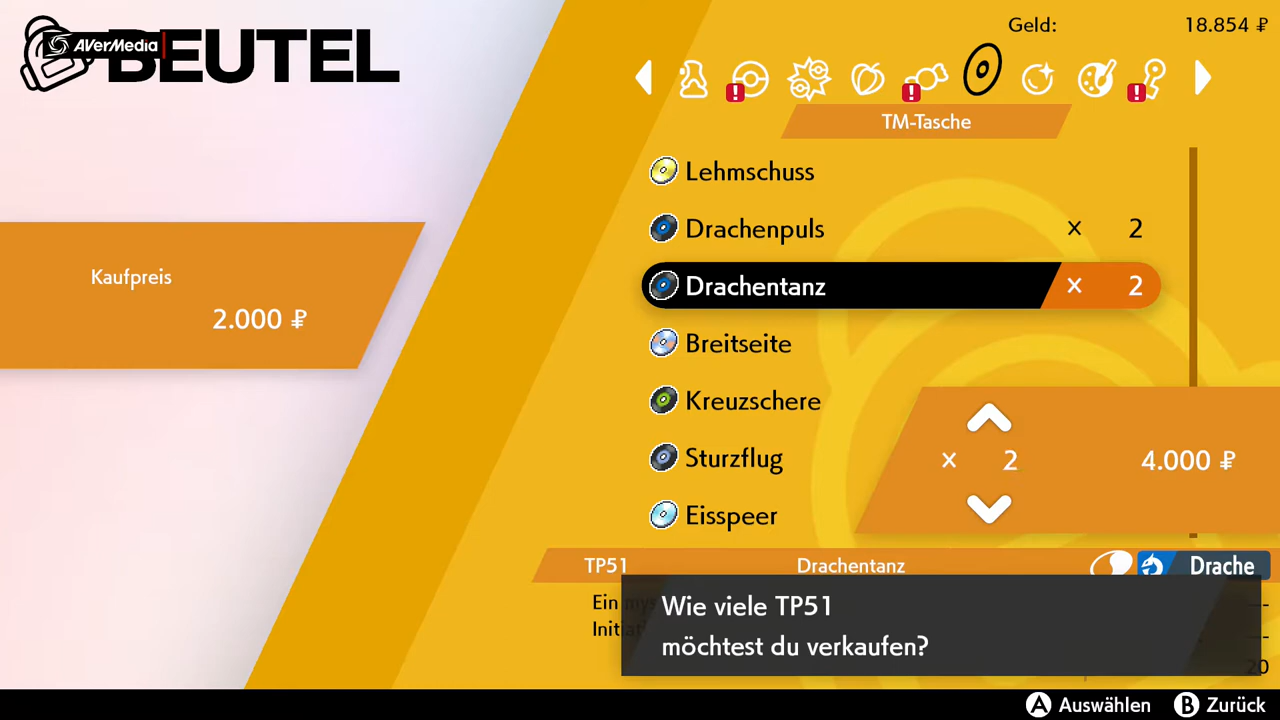 AVerMedia
BEUTEL
Geld: 18.854 ₽
TM-Tasche
Lehmschuss
Drachenpuls × 2
Drachentanz × 2
Breitseite
Kreuzschere
Sturzflug
Eisspeer
Kaufpreis
2.000 ₽
× 2 4.000 ₽
TP51 Drachentanz Drache
Ein
20
Wie viele TP51
möchtest du verkaufen?
A Auswählen B Zurück